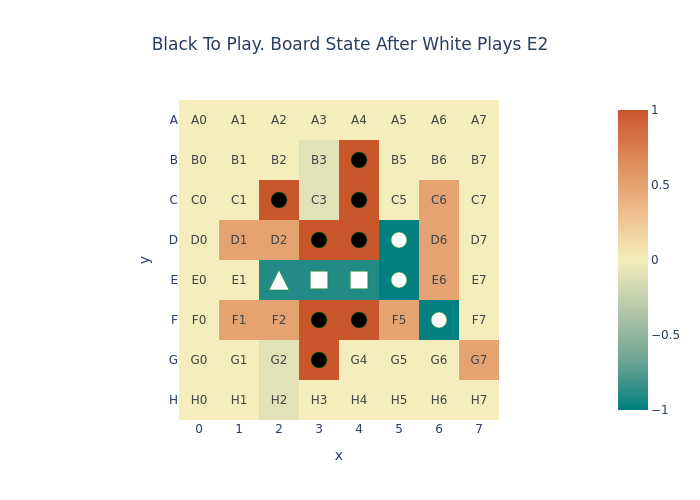 Black To Play. Board State After White Plays E2
A A0 A1 A2 A3 A4 A5 A6 A7
1
B B0 B1 B2 B3 B5 B6 B7
C C0 C1 C3 C5 C6 C7
0.5
D D0 D1 D2 D6 D7
y
0
E E0 E1 E6 E7
F F0 F1 F2 F5 F7
−0.5
G G0 G1 G2 G4 G5 G6 G7
H H0 H1 H2 H3 H4 H5 H6 H7
−1
0 1 2 3 4 5 6 7
x